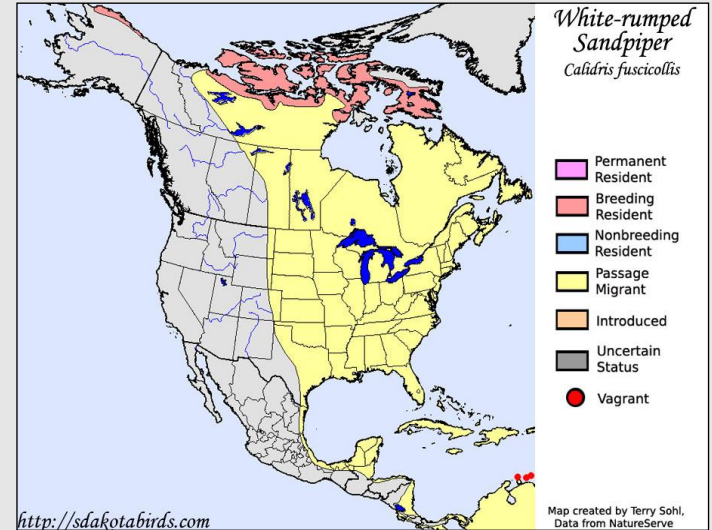 White-rumped
Sandpiper
Calidris fuscicollis
Permanent
Resident
Breeding
Resident
Nonbreeding
Resident
Passage
Migrant
Introduced
Uncertain
Status
Vagrant
Map created by Terry Sohl,
Data from NatureServe
http://sdakotabirds.com